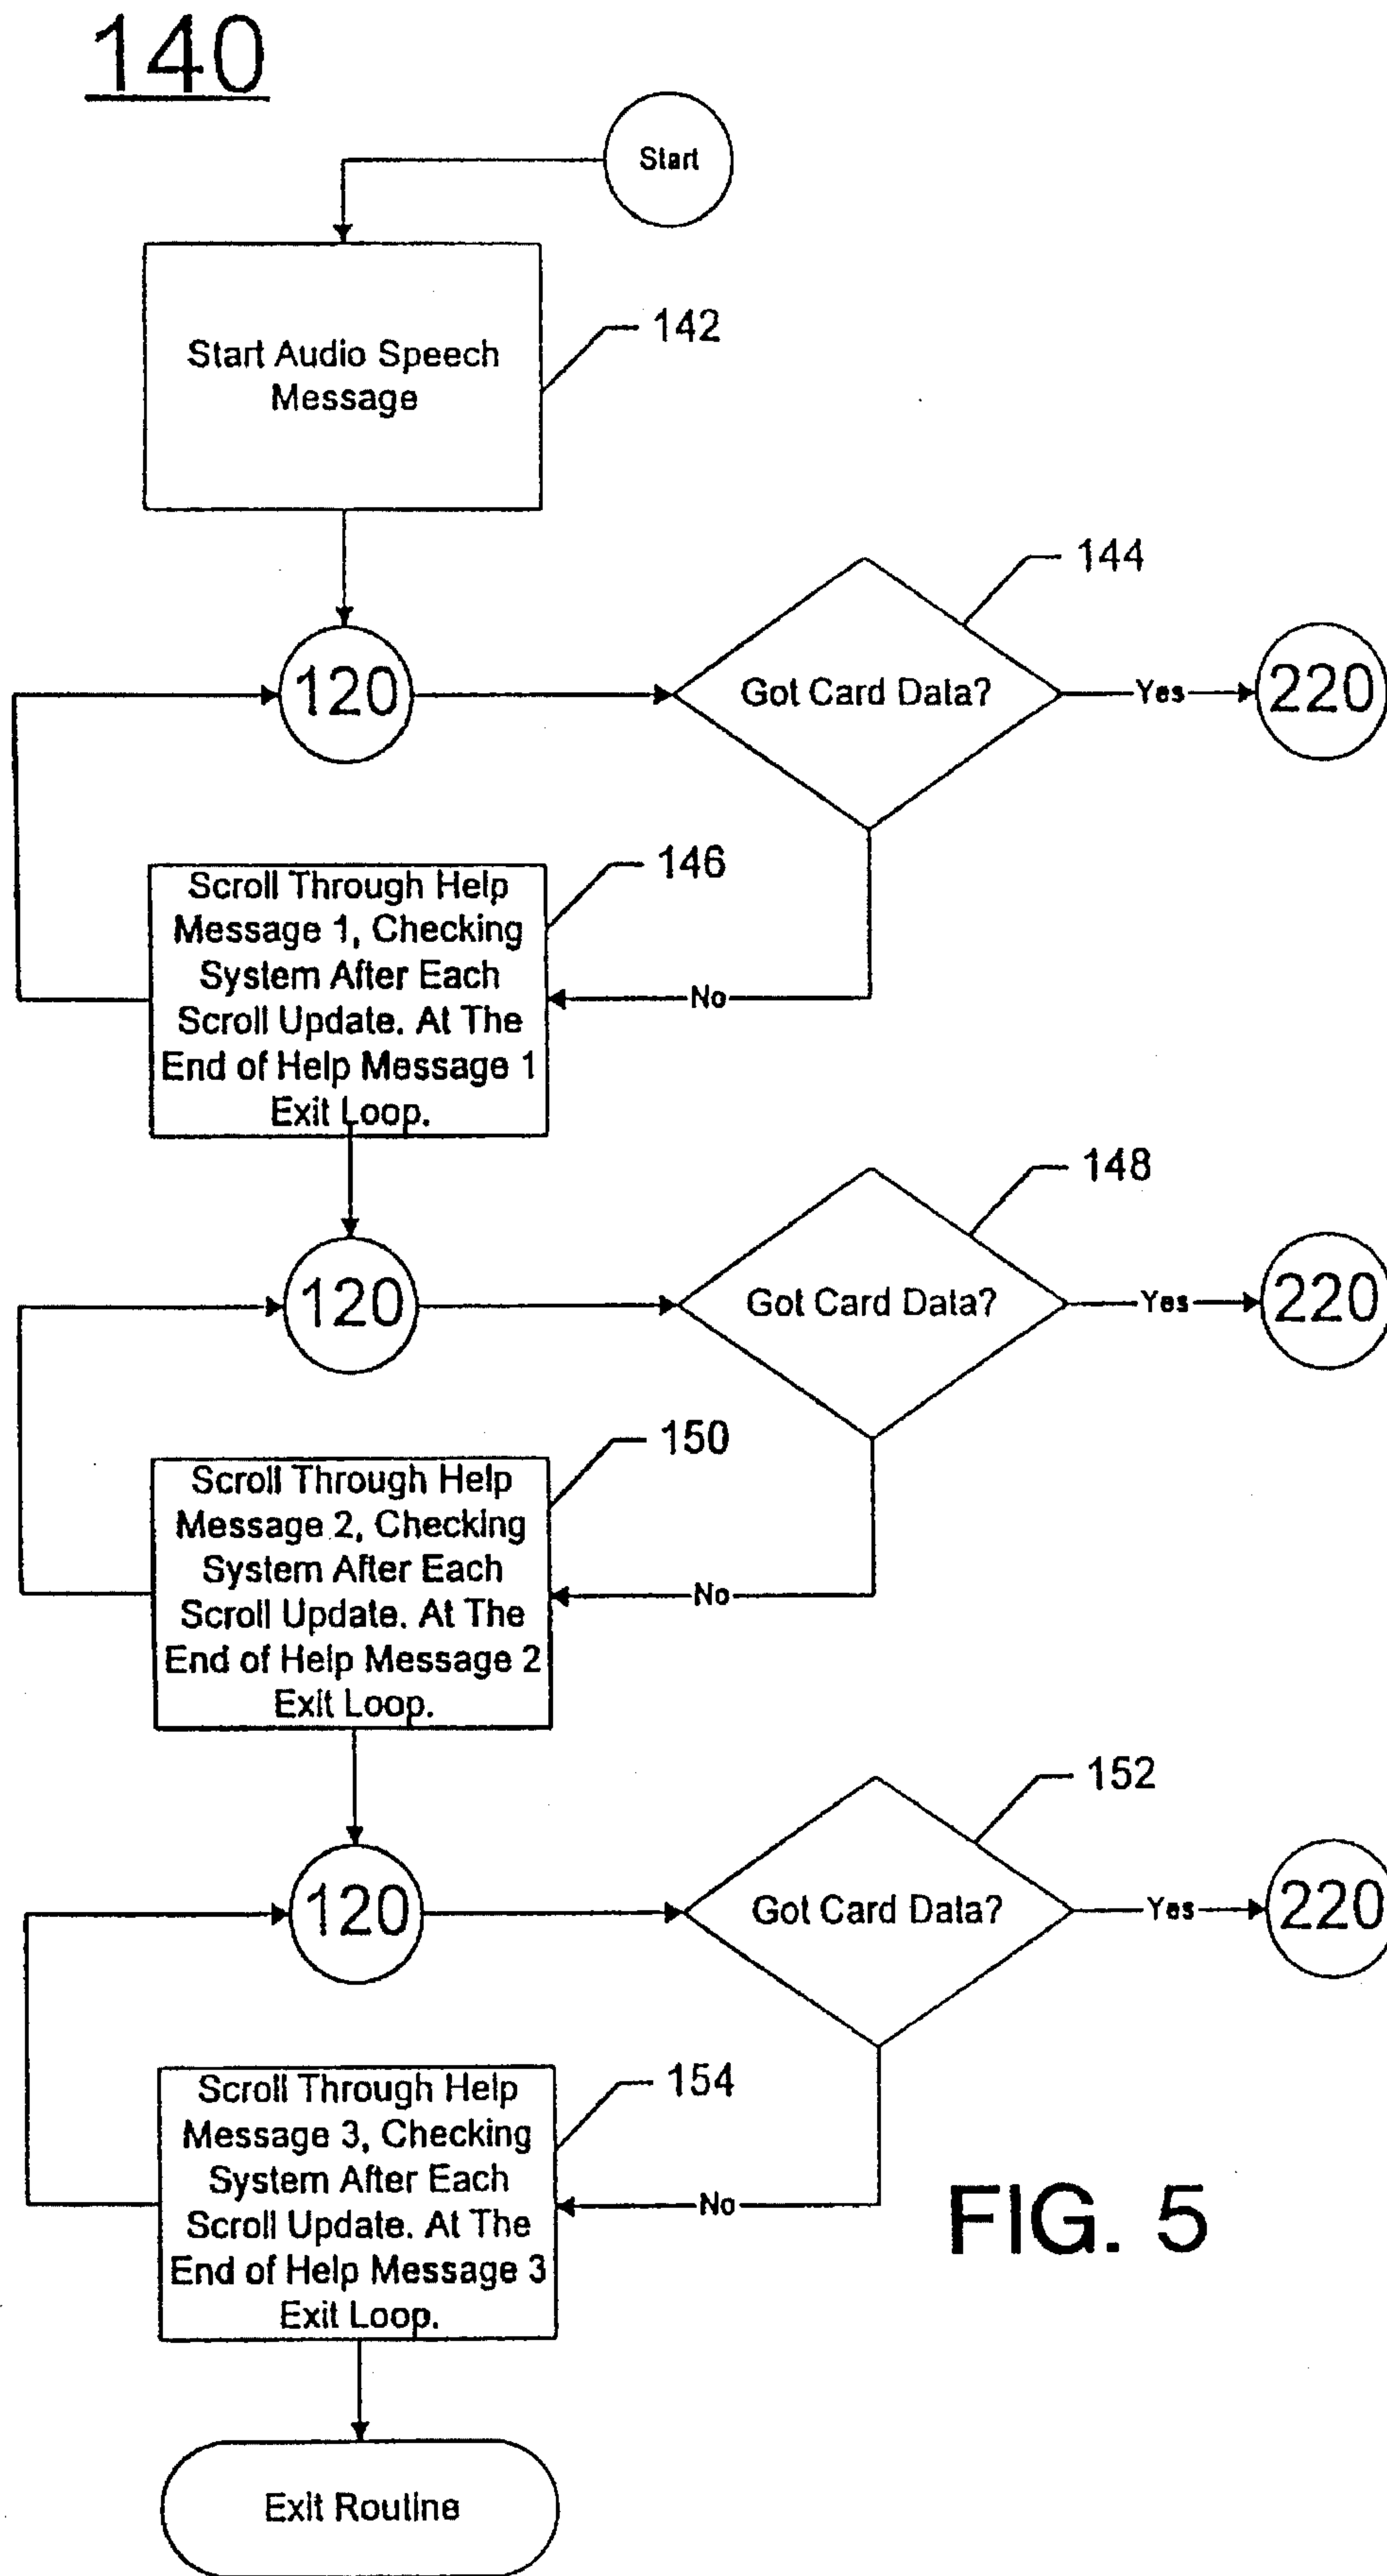 140
Start
Start Audio Speech
Message
142
144
120
Got Card Data?
Yes
220
146
Scroll Through Help
Message 1, Checking
System After Each
Scroll Update. At The
End of Help Message 1
Exit Loop.
No
148
120
Got Card Data?
Yes
220
150
Scroll Through Help
Message 2, Checking
System After Each
Scroll Update. At The
End of Help Message 2
Exit Loop.
No
152
120
Got Card Data?
Yes
220
154
Scroll Through Help
Message 3, Checking
System After Each
Scroll Update. At The
End of Help Message 3
Exit Loop.
No
FIG. 5
Exit Routine